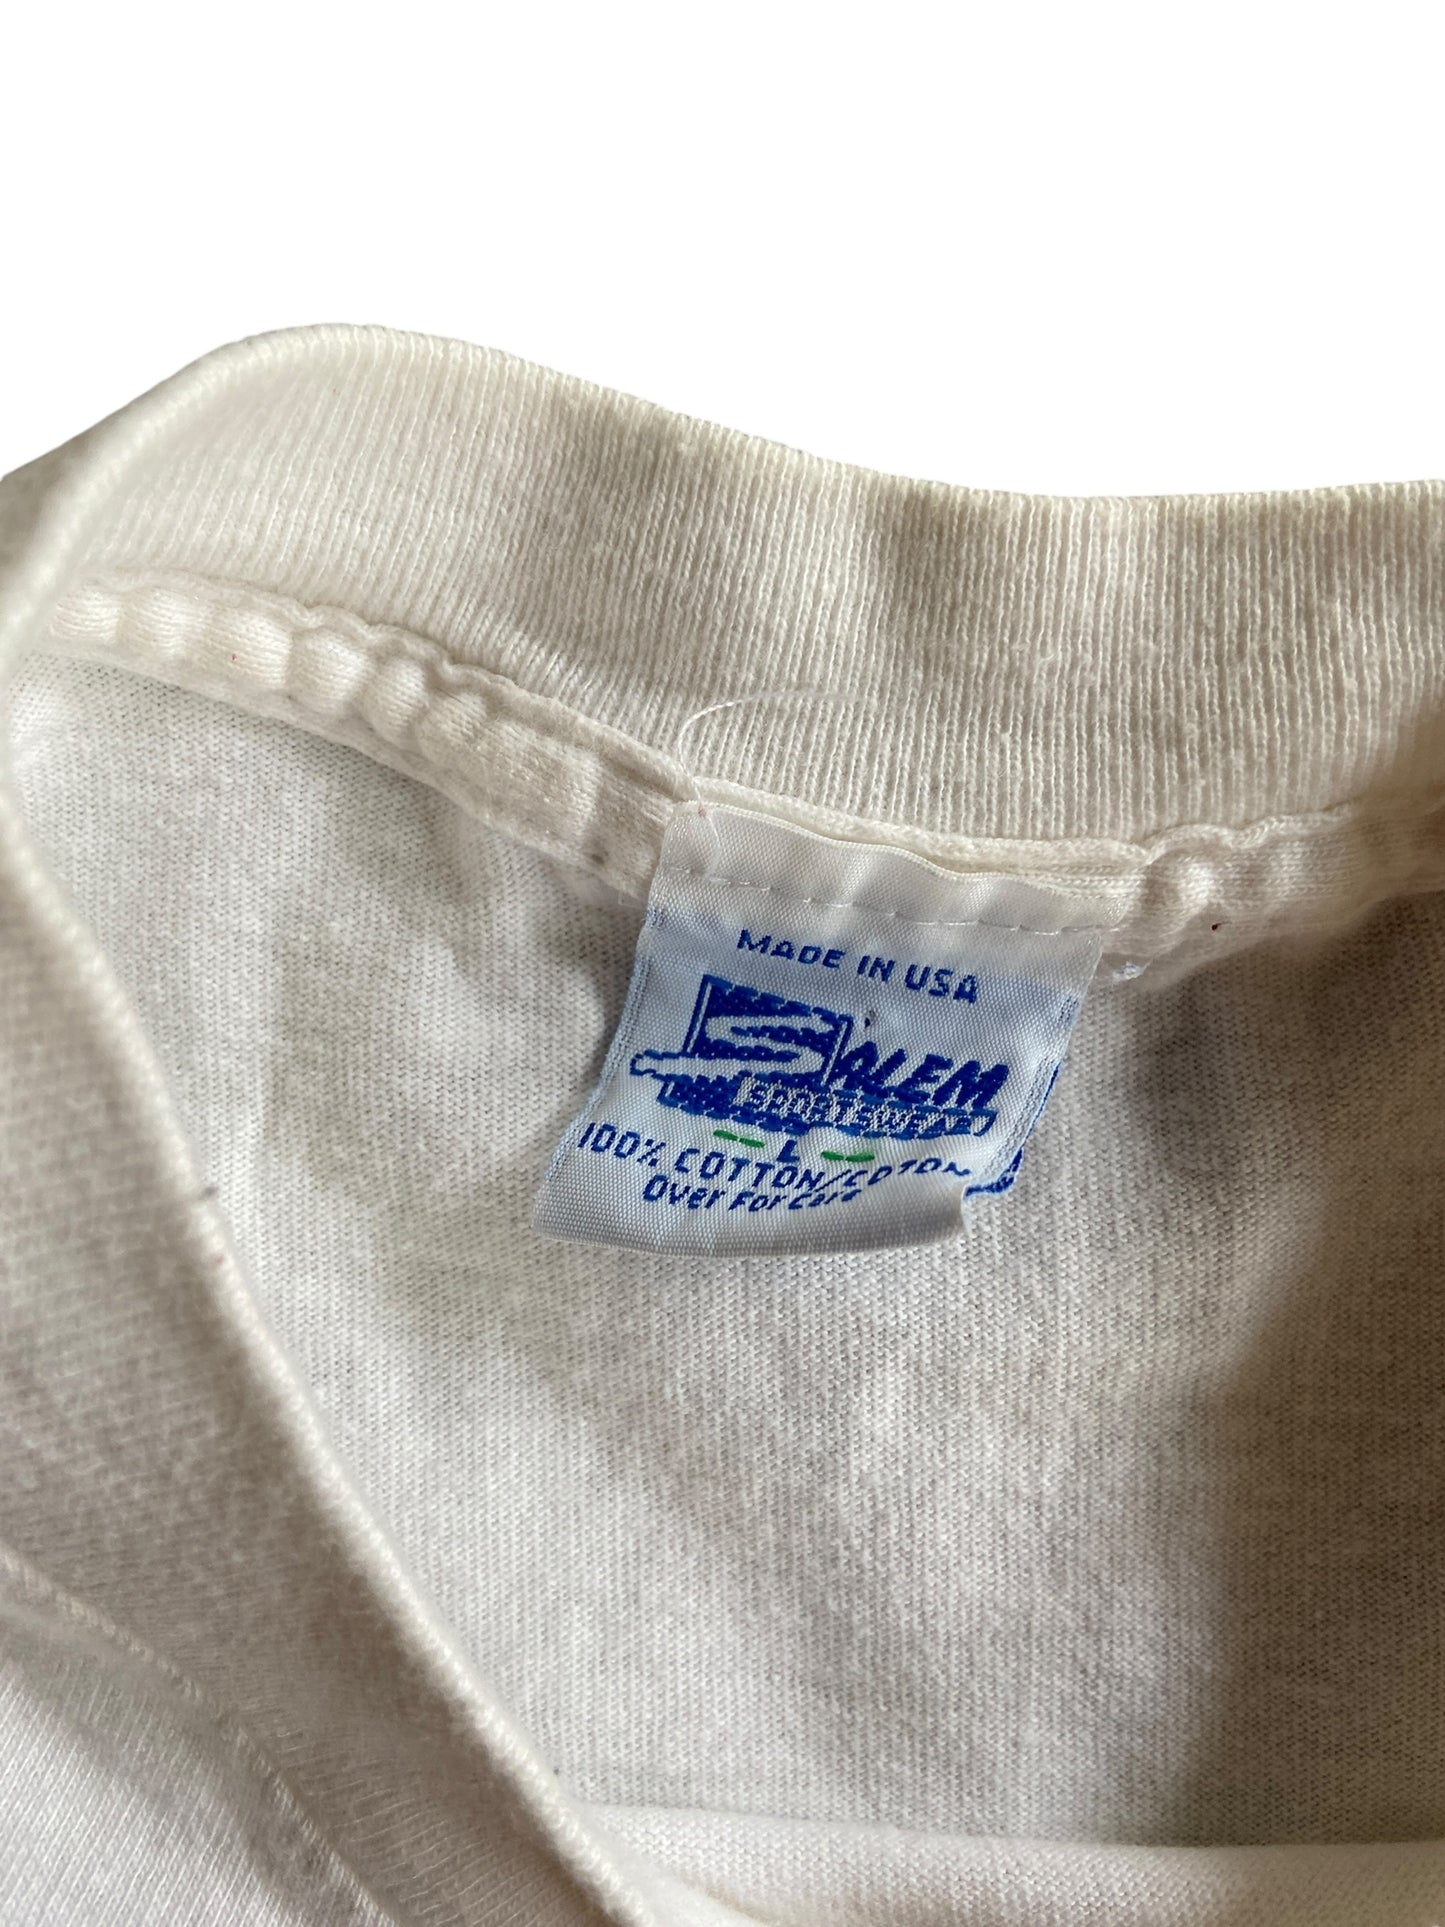 MADE IN USA
SALEM
SPORTSWEAR
L
100% COTTON/COTON
Over For Care